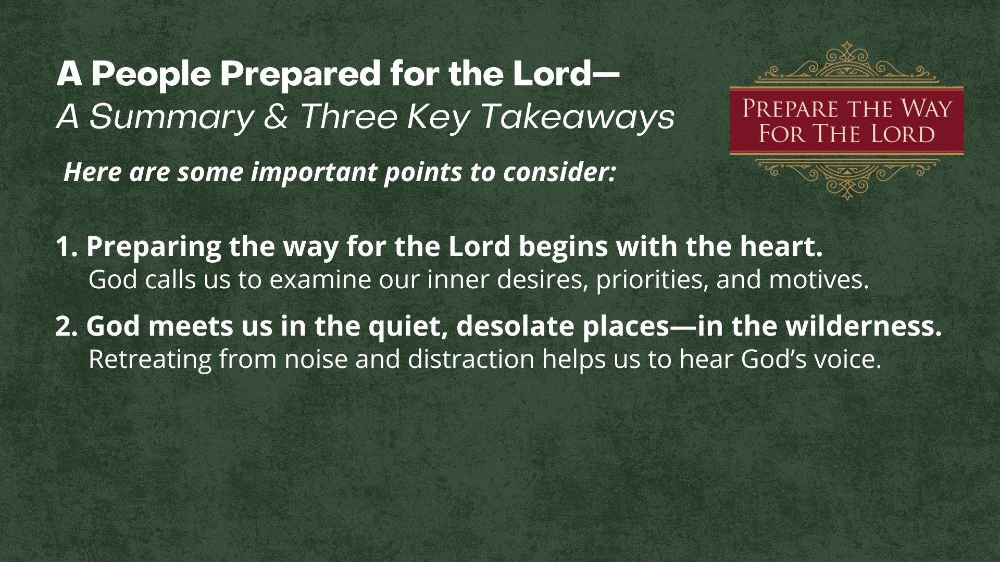 A People Prepared for the Lord—
A Summary & Three Key Takeaways
PREPARE THE WAY
FOR THE LORD
Here are some important points to consider:
1. Preparing the way for the Lord begins with the heart.
God calls us to examine our inner desires, priorities, and motives.
2. God meets us in the quiet, desolate places—in the wilderness.
Retreating from noise and distraction helps us to hear God’s voice.